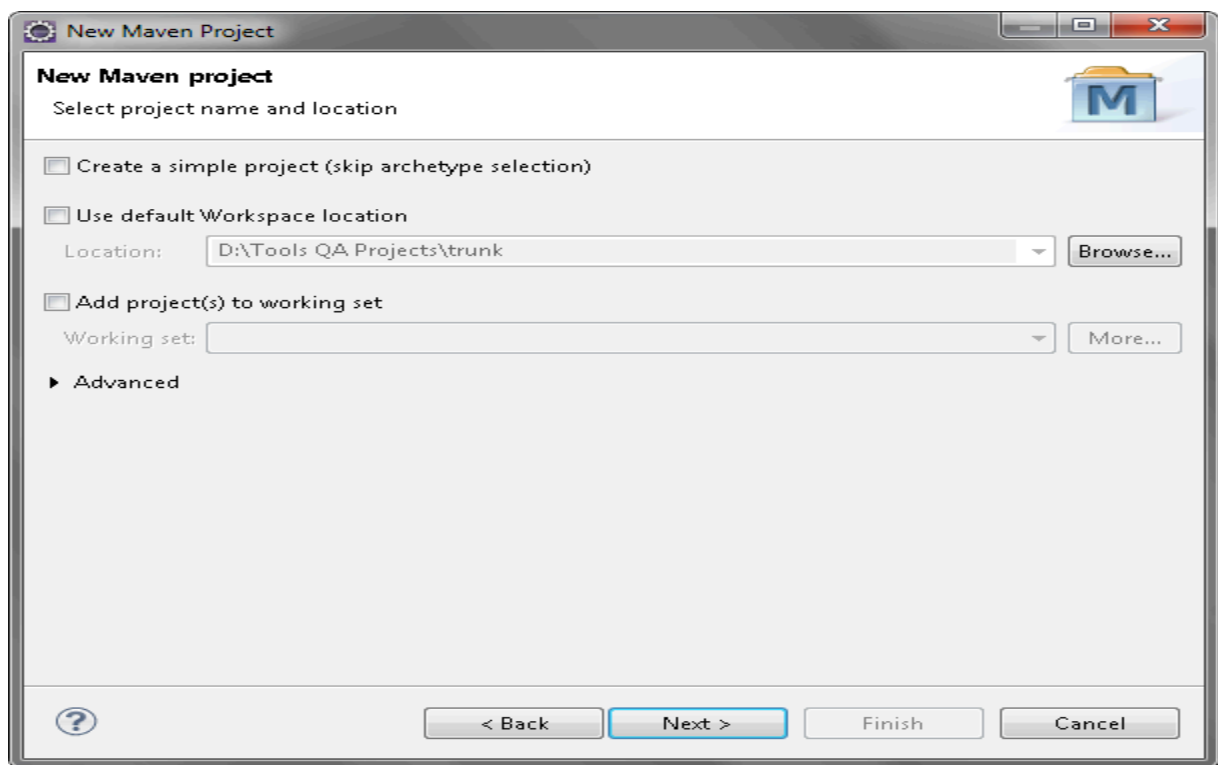 New Maven Project
New Maven project
Select project name and location
M
Create a simple project (skip archetype selection)
Use default Workspace location
Location: D:\Tools QA Projects\trunk Browse...
Add project(s) to working set
Working set: More...
Advanced
? < Back Next > Finish Cancel